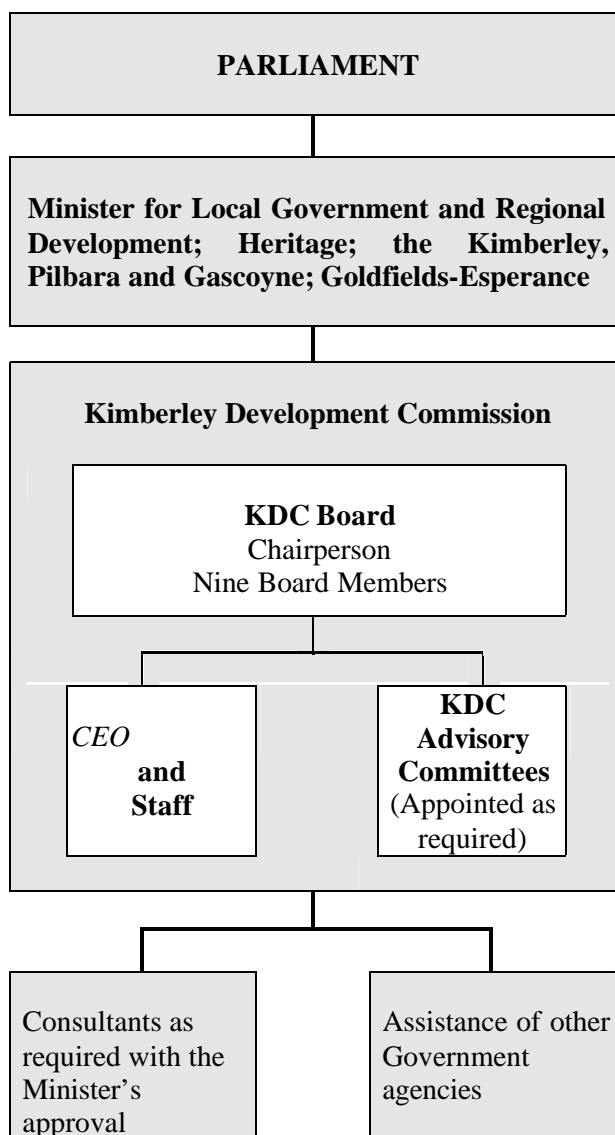 PARLIAMENT
Minister for Local Government and Regional
Development; Heritage; the Kimberley,
Pilbara and Gascoyne; Goldfields-Esperance
Kimberley Development Commission
KDC Board
Chairperson
Nine Board Members
CEO
and
Staff
KDC
Advisory
Committees
(Appointed as
required)
Consultants as
required with the
Minister’s
approval
Assistance of other
Government
agencies